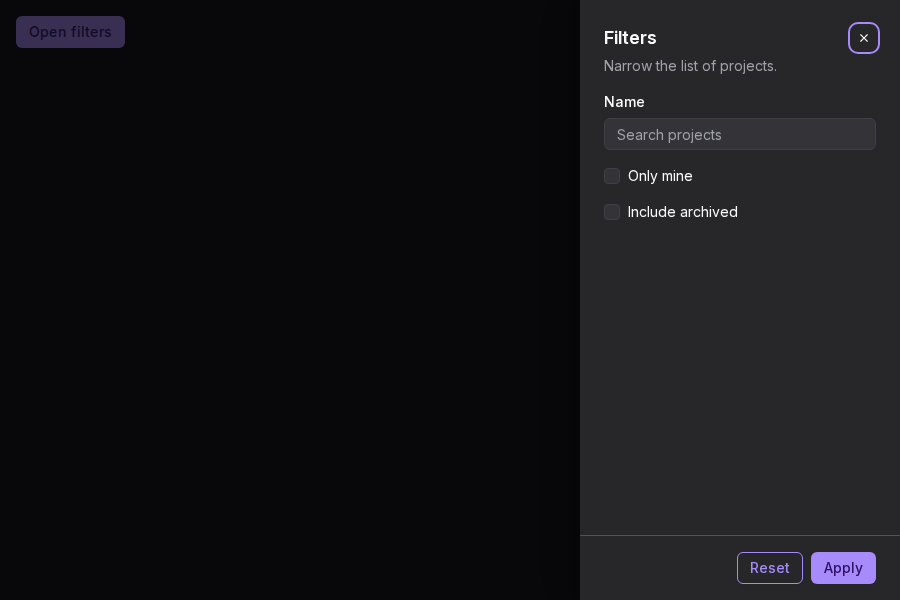 Open filters
Filters
Narrow the list of projects.
Name
Search projects
Only mine
Include archived
Reset
Apply